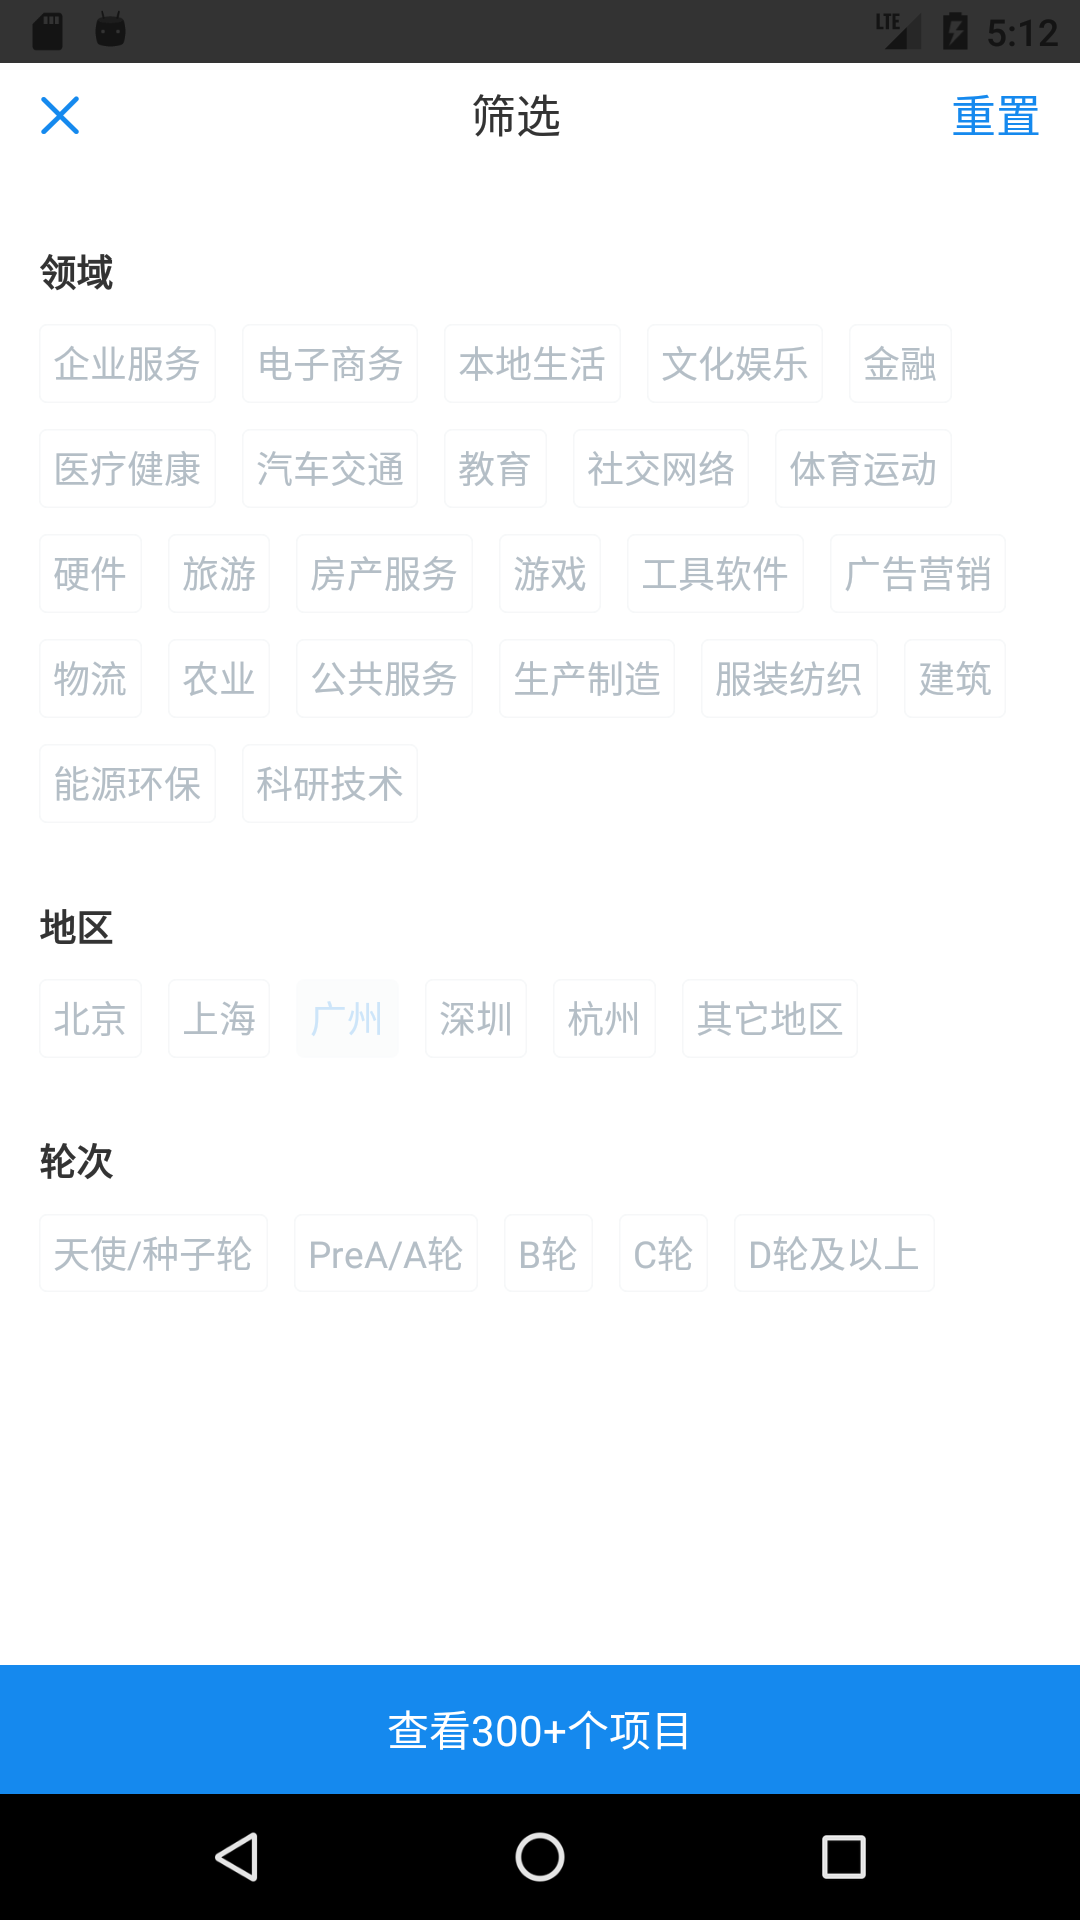 LTE 5:12
筛选 重置
领域
企业服务 电子商务 本地生活 文化娱乐 金融
医疗健康 汽车交通 教育 社交网络 体育运动
硬件 旅游 房产服务 游戏 工具软件 广告营销
物流 农业 公共服务 生产制造 服装纺织 建筑
能源环保 科研技术
地区
北京 上海 广州 深圳 杭州 其它地区
轮次
天使/种子轮 PreA/A轮 B轮 C轮 D轮及以上
查看300+个项目